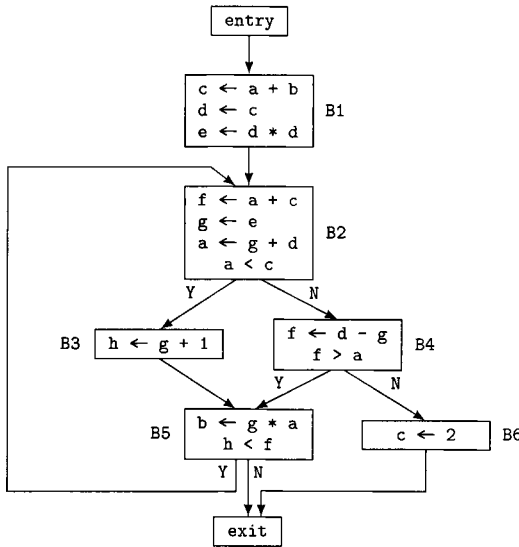 entry
c ← a + b
d ← c
e ← d * d
B1
f ← a + c
g ← e
a ← g + d
a < c
B2
Y N
B3
h ← g + 1
f ← d - g
f > a
B4
Y N
B5
b ← g * a
h < f
c ← 2
B6
Y N
exit